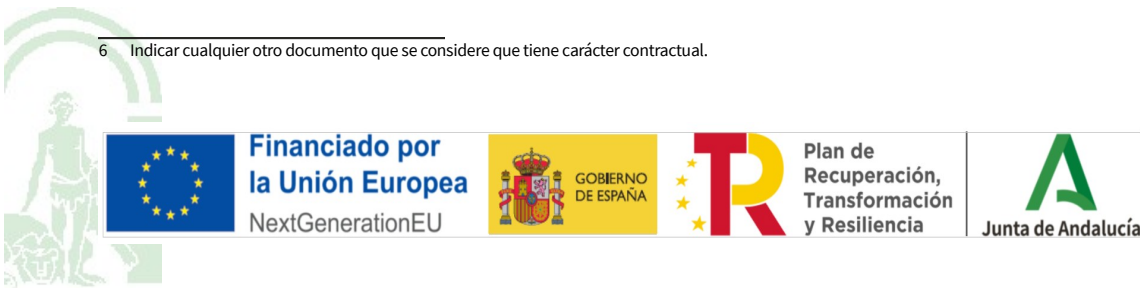 6 Indicar cualquier otro documento que se considere que tiene carácter contractual.
Financiado por
la Unión Europea
NextGenerationEU
GOBIERNO
DE ESPAÑA
Plan de
Recuperación,
Transformación
y Resiliencia
Junta de Andalucía